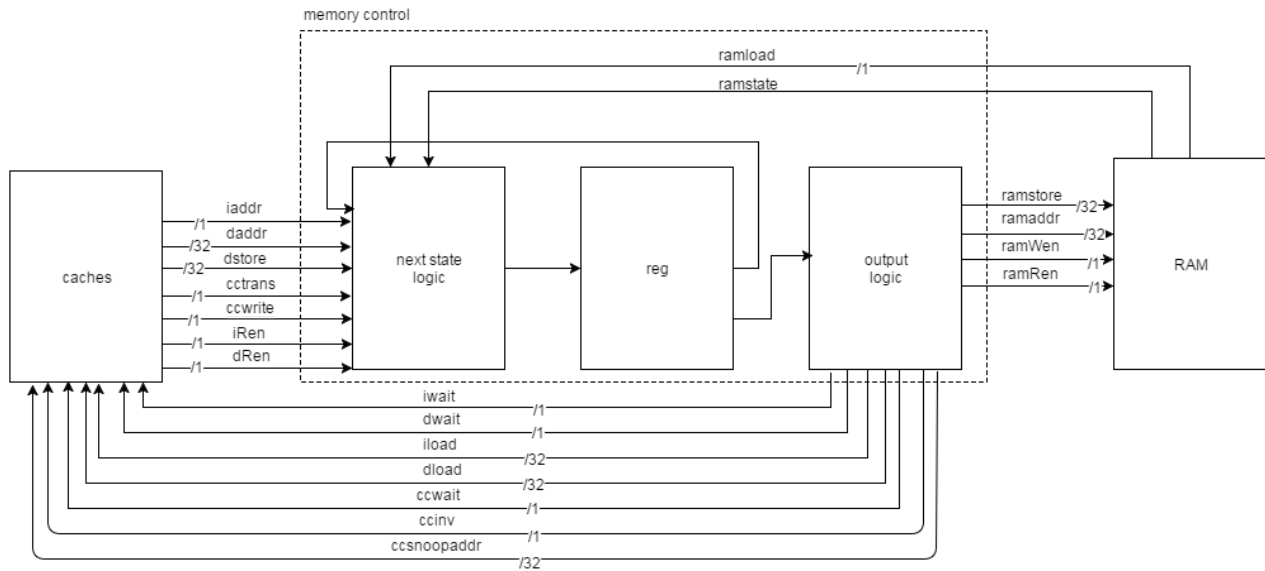 memory control
ramload
/1
ramstate
caches
iaddr
/1
daddr
/32
dstore
/32
cctrans
/1
ccwrite
/1
iRen
/1
dRen
/1
next state
logic
reg
output
logic
ramstore
/32
ramaddr
/32
ramWen
/1
ramRen
/1
RAM
iwait
/1
dwait
/1
iload
/32
dload
/32
ccwait
/1
ccinv
/1
ccsnoopaddr
/32